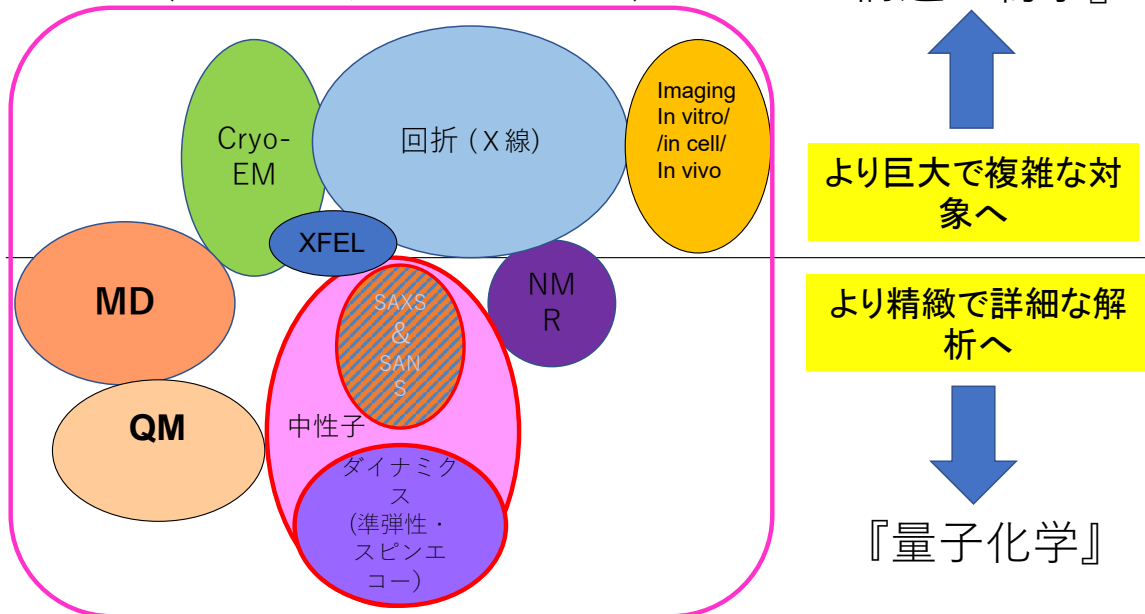 Imaging
In vitro/
/in cell/
In vivo
Cryo-
EM
回折 (X線)
より巨大で複雑な対
象へ
XFEL
MD
SAXS
&
SAN
S
NM
R
より精緻で詳細な解
析へ
QM
中性子
ダイナミク
ス
(準弾性・
スピンエ
コー)
『量子化学』